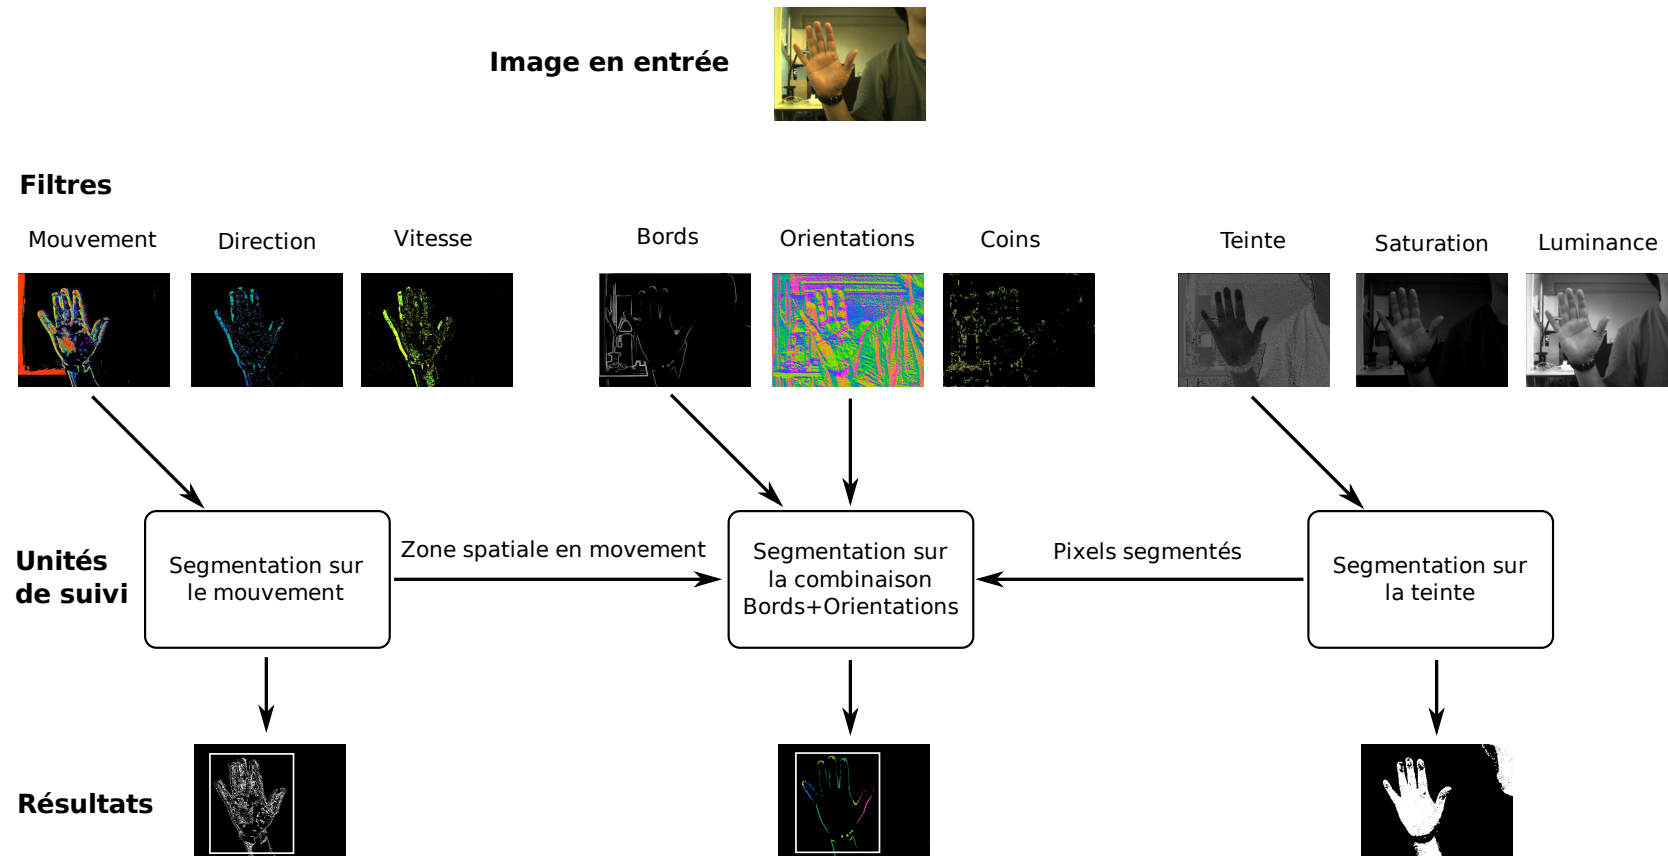 Image en entrée
Filtres
Mouvement
Direction
Vitesse
Bords
Orientations
Coins
Teinte
Saturation
Luminance
Unités
de suivi
Segmentation sur
le mouvement
Zone spatiale en movement
Segmentation sur
la combinaison
Bords+Orientations
Pixels segmentés
Segmentation sur
la teinte
Résultats